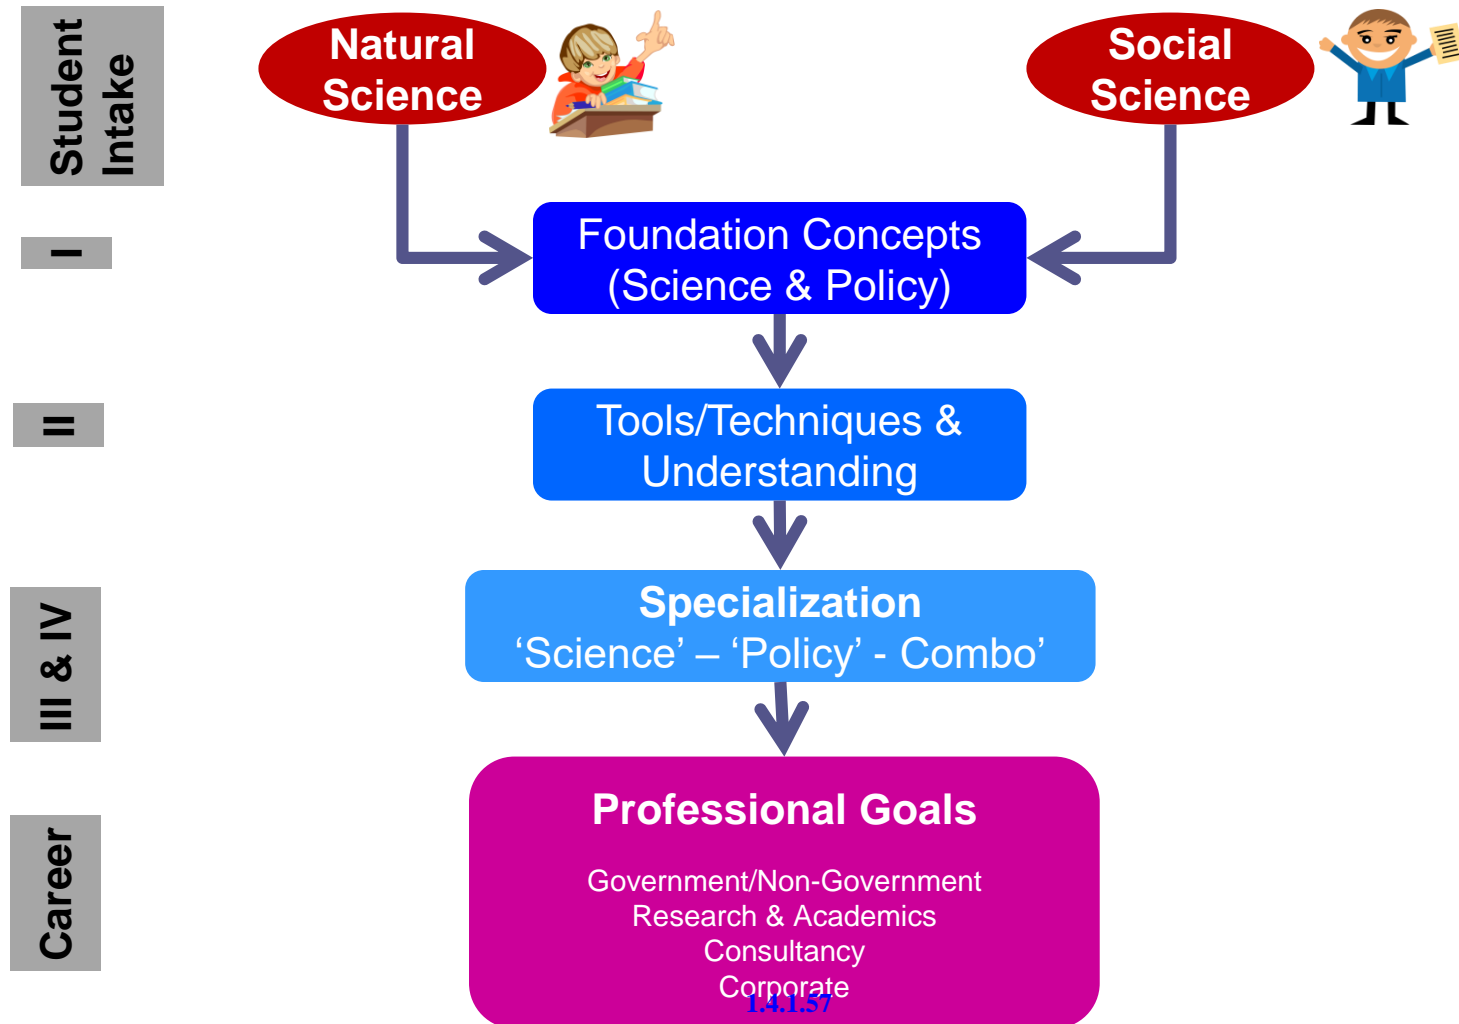 Student
Intake
Natural
Science
Social
Science
I
Foundation Concepts
(Science & Policy)
II
Tools/Techniques &
Understanding
III & IV
Specialization
‘Science’ – ‘Policy’ - Combo’
Career
Professional Goals
Government/Non-Government
Research & Academics
Consultancy
Corporate
1.4.1.57